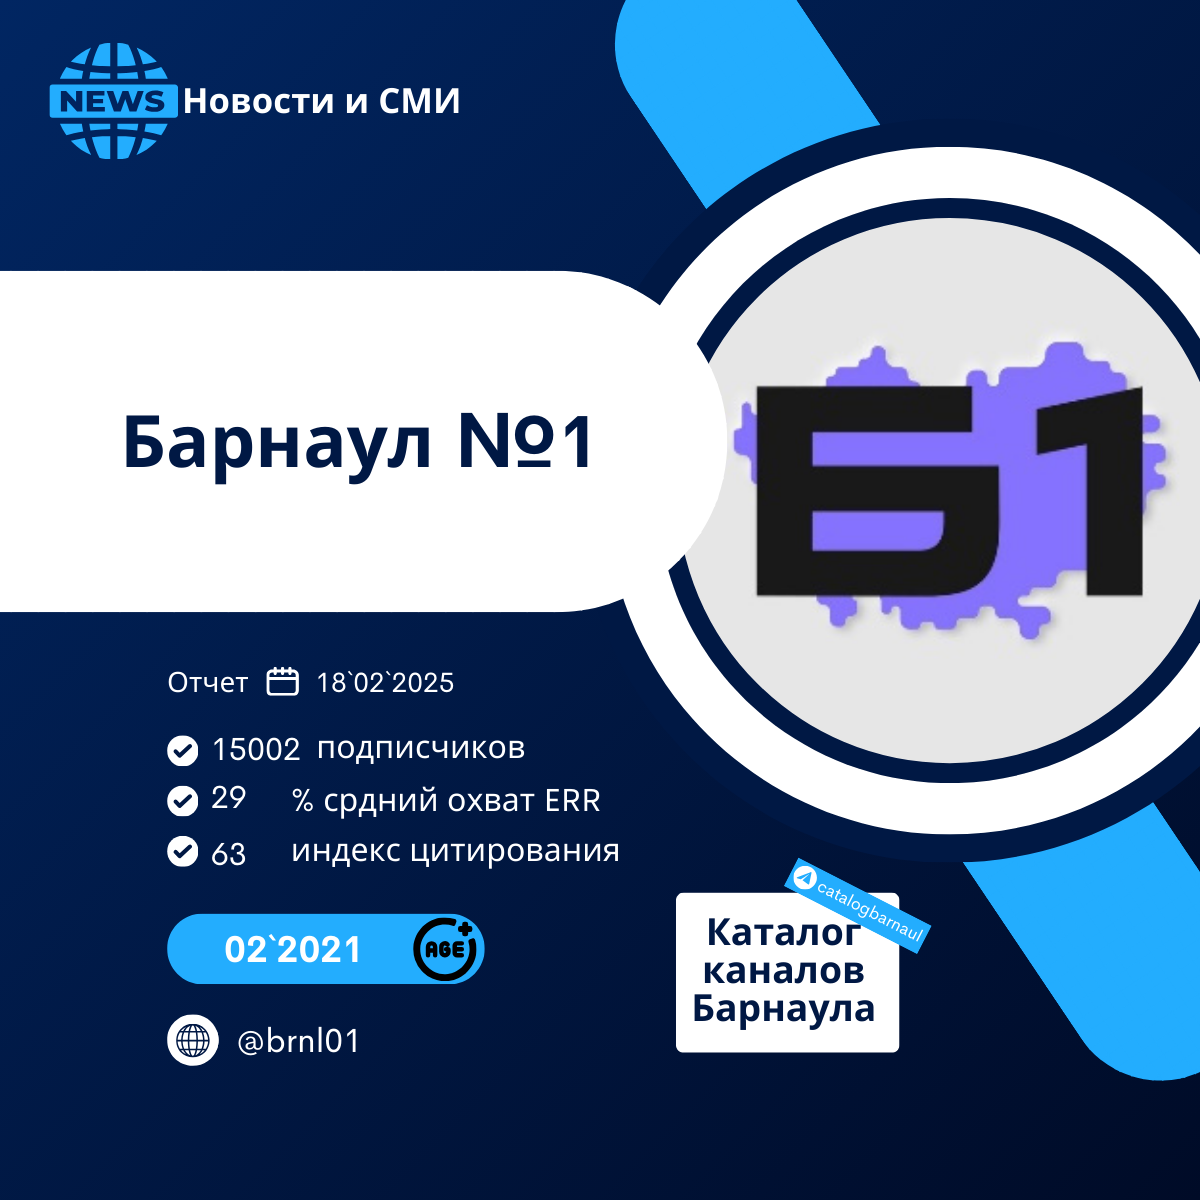 NEWS Новости и СМИ
Барнаул №1
Б1
Отчет 18`02`2025
15002 подписчиков
29 % срдний охват ERR
63 индекс цитирования
02`2021 AGE+
@brnl01
catalogbarnaul
Каталог
каналов
Барнаула